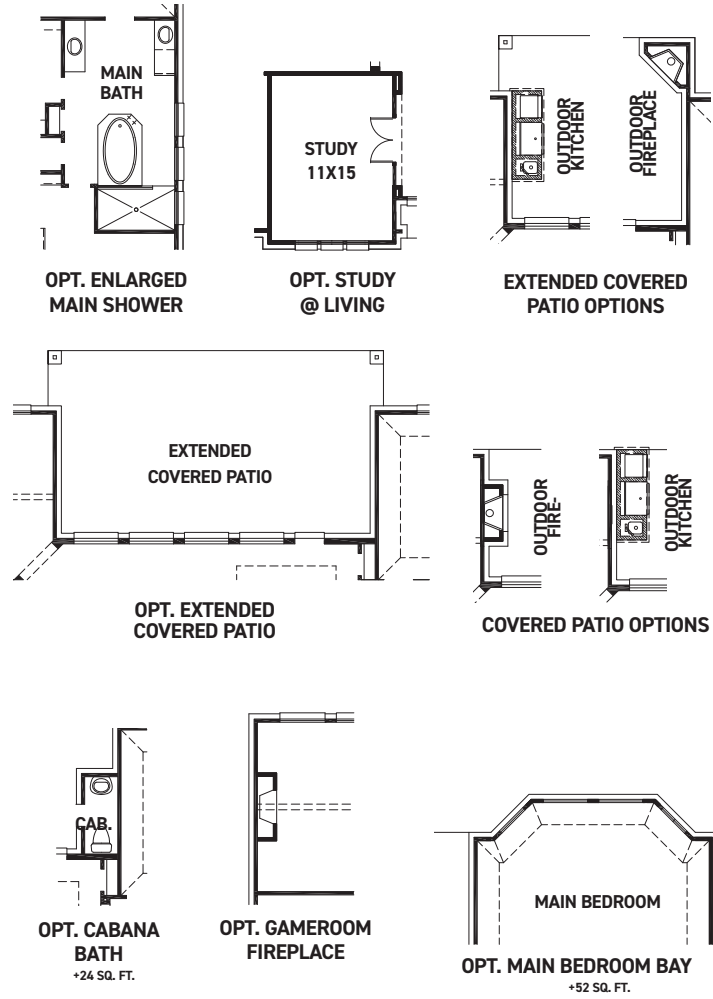 MAIN
BATH
OPT. ENLARGED
MAIN SHOWER
STUDY
11X15
OPT. STUDY
@ LIVING
OUTDOOR
KITCHEN
OUTDOOR
FIREPLACE
EXTENDED COVERED
PATIO OPTIONS
EXTENDED
COVERED PATIO
OPT. EXTENDED
COVERED PATIO
OUTDOOR
FIRE-
OUTDOOR
KITCHEN
COVERED PATIO OPTIONS
CAB.
OPT. CABANA
BATH
+24 SQ. FT.
OPT. GAMEROOM
FIREPLACE
MAIN BEDROOM
OPT. MAIN BEDROOM BAY
+52 SQ. FT.